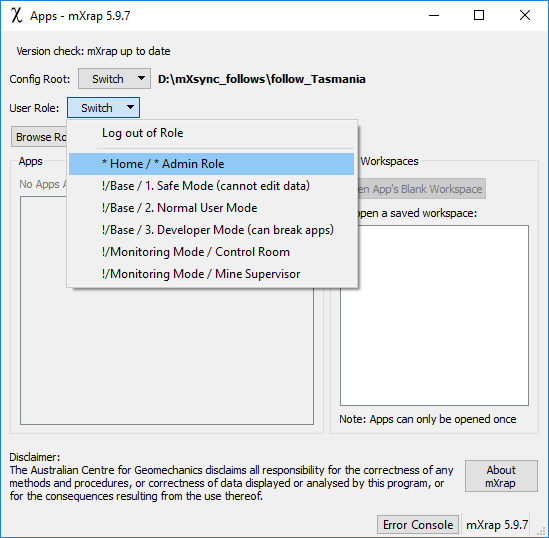 Apps - mXrap 5.9.7
Version check: mXrap up to date
Config Root: Switch D:\mXsync_follows\follow_Tasmania
User Role: Switch
Log out of Role
Browse Ro
* Home / * Admin Role
Apps
Workspaces
!/Base / 1. Safe Mode (cannot edit data)
No Apps A
en App's Blank Workspace
!/Base / 2. Normal User Mode
open a saved workspace:
!/Base / 3. Developer Mode (can break apps)
!/Monitoring Mode / Control Room
!/Monitoring Mode / Mine Supervisor
Note: Apps can only be opened once
Disclaimer:
The Australian Centre for Geomechanics disclaims all responsibility for the correctness of any
methods and procedures, or correctness of data displayed or analysed by this program, or
for the consequences resulting from the use thereof.
About
mXrap
Error Console
mXrap 5.9.7